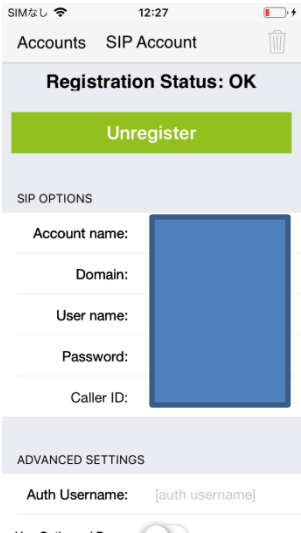 SIMなし 12:27
Accounts SIP Account
Registration Status: OK
Unregister
SIP OPTIONS
Account name:
Domain:
User name:
Password:
Caller ID:
ADVANCED SETTINGS
Auth Username: [auth username]